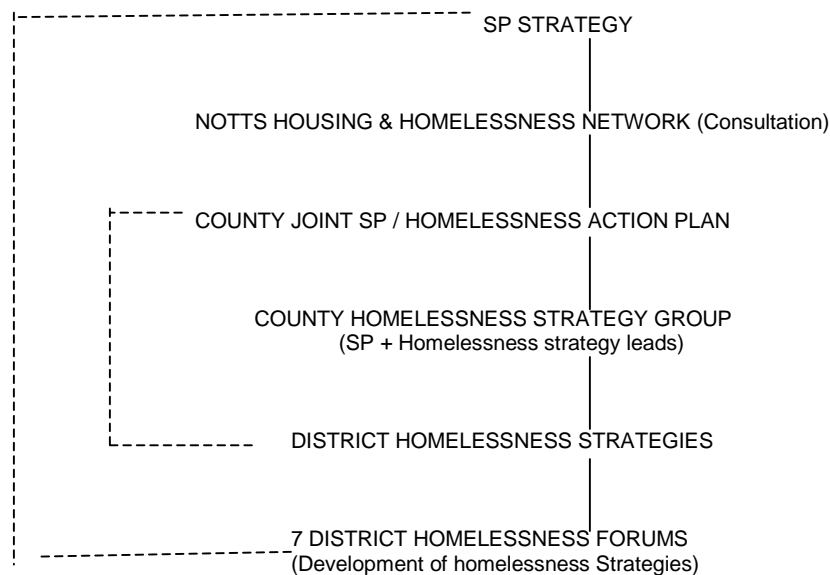 SP STRATEGY
NOTTS HOUSING & HOMELESSNESS NETWORK (Consultation)
COUNTY JOINT SP / HOMELESSNESS ACTION PLAN
COUNTY HOMELESSNESS STRATEGY GROUP
(SP + Homelessness strategy leads)
DISTRICT HOMELESSNESS STRATEGIES
7 DISTRICT HOMELESSNESS FORUMS
(Development of homelessness Strategies)